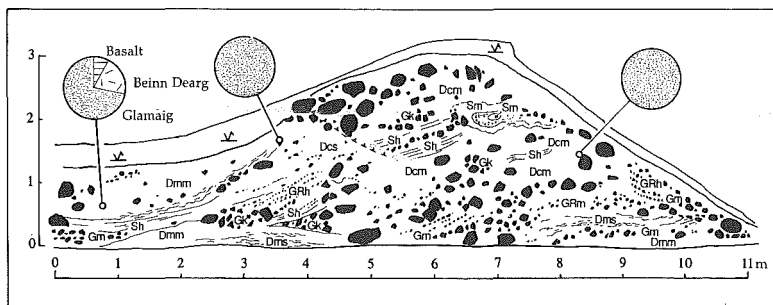 Basalt
Beinn Dearg
Glamaig
3
2
1
0
Dcm
Gk
Sm
Sm
Sh
Sh
Dcs
Dcm
Sh
Dcm
Gk
Dcm
Dmm
GRh
GRh
Gm
GRm
Sh
Sh
Gk
Gk
Gm
Dmm
Dms
Gm
Dms
Gm
Dmm
0 1 2 3 4 5 6 7 8 9 10 11 m